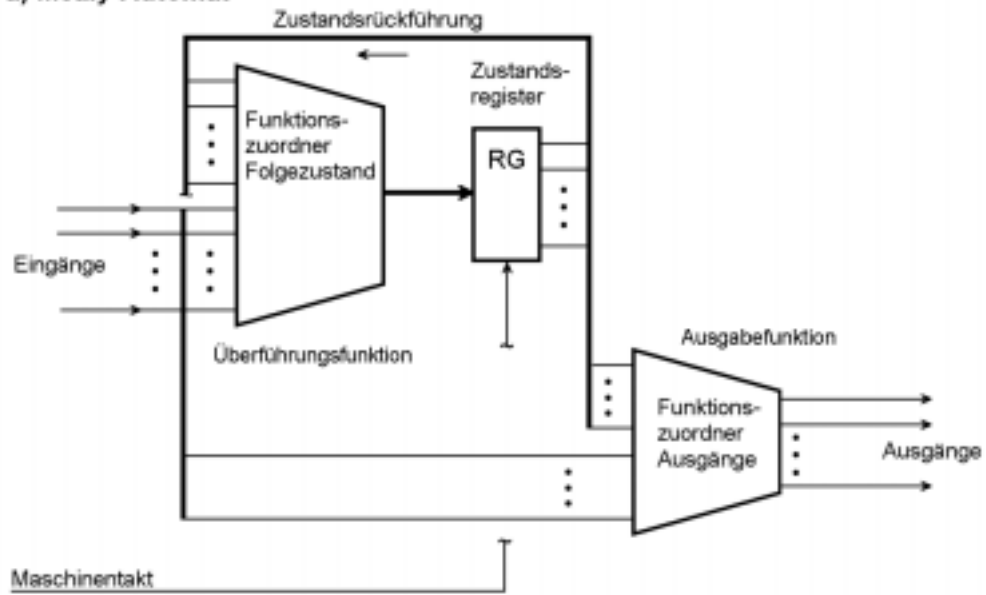 Zustandsrückführung
Zustands-
register
Funktions-
zuordner
Folgezustand
RG
Eingänge
Überführungsfunktion
Ausgabefunktion
Funktions-
zuordner
Ausgänge
Ausgänge
Maschinentakt